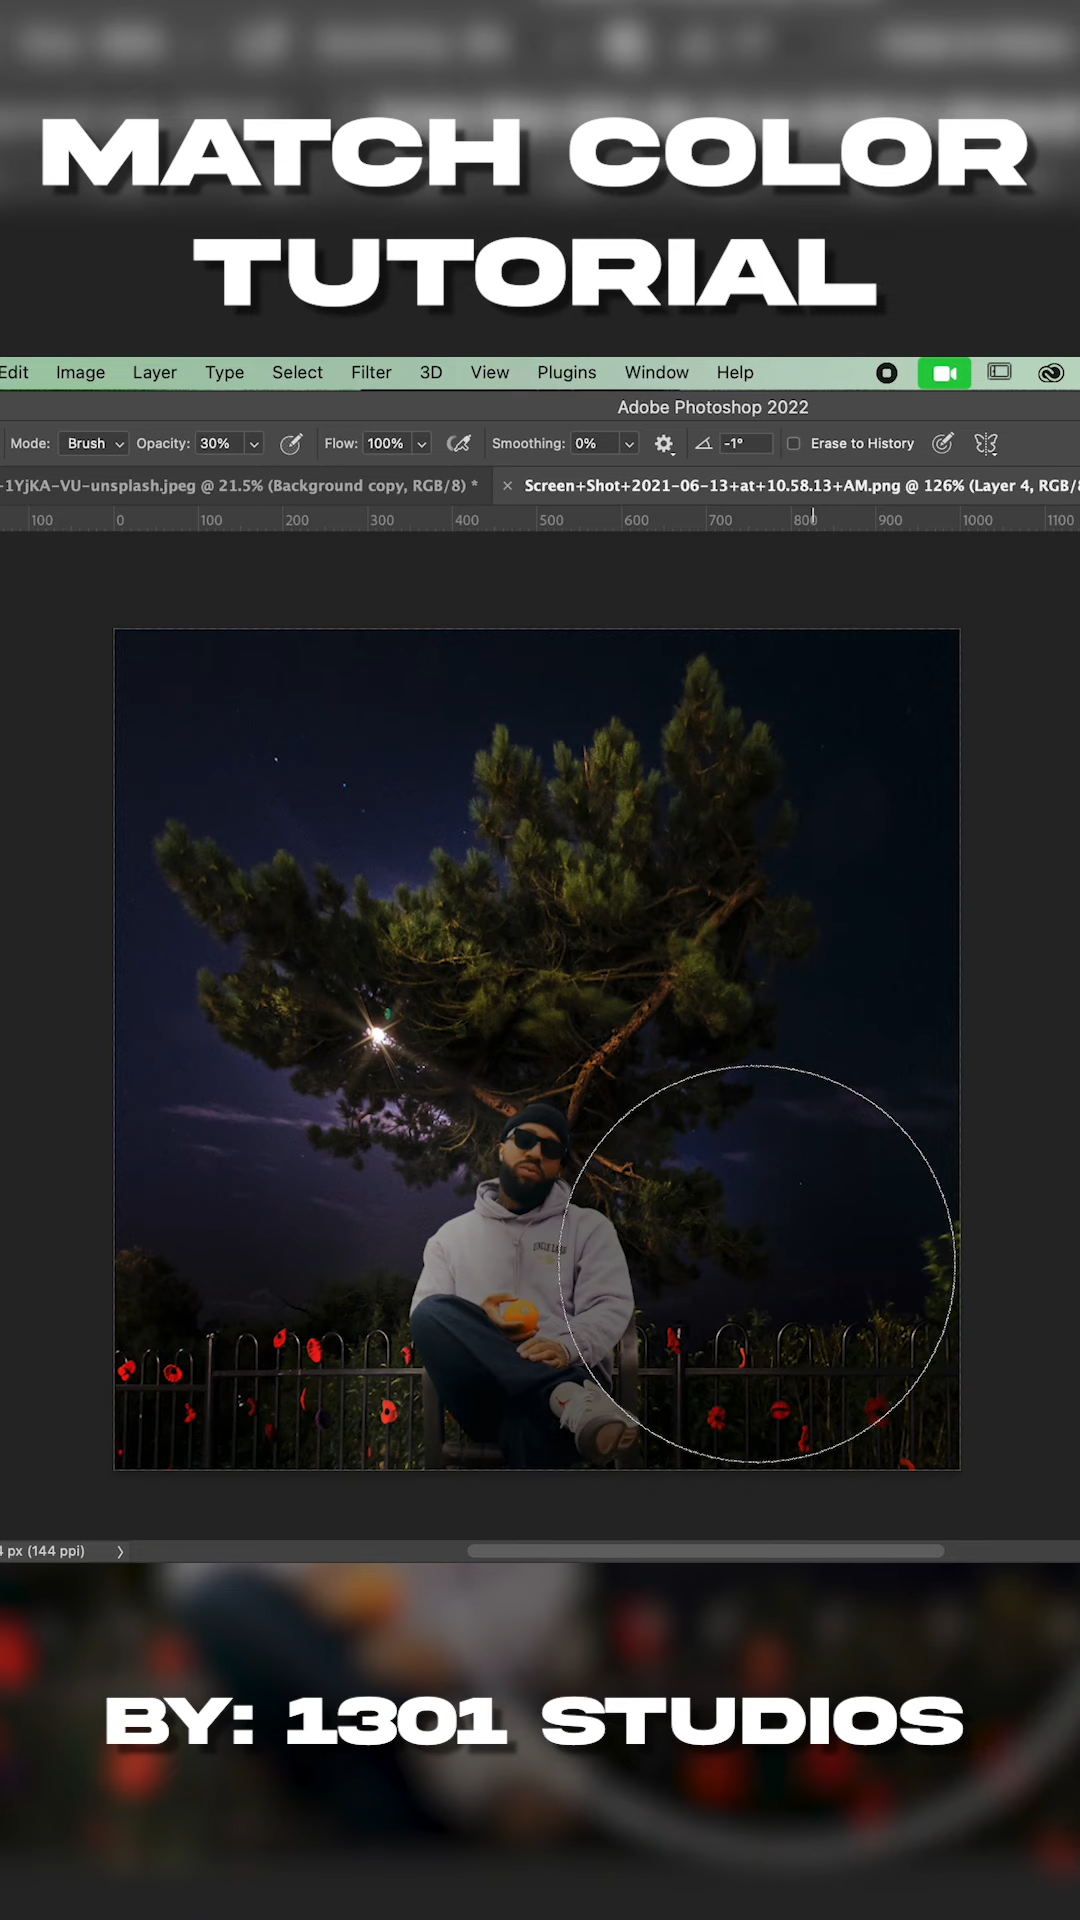 MATCH COLOR
TUTORIAL
Edit Image Layer Type Select Filter 3D View Plugins Window Help
Adobe Photoshop 2022
Mode: Brush Opacity: 30% Flow: 100% Smoothing: 0% -1° Erase to History
-1YjKA-VU-unsplash.jpeg @ 21.5% (Background copy, RGB/8) * × Screen+Shot+2021-06-13+at+10.58.13+AM.png @ 126% (Layer 4, RGB/8
100 0 100 200 300 400 500 600 700 800 900 1000 1100
px (144 ppi)
BY: 1301 STUDIOS